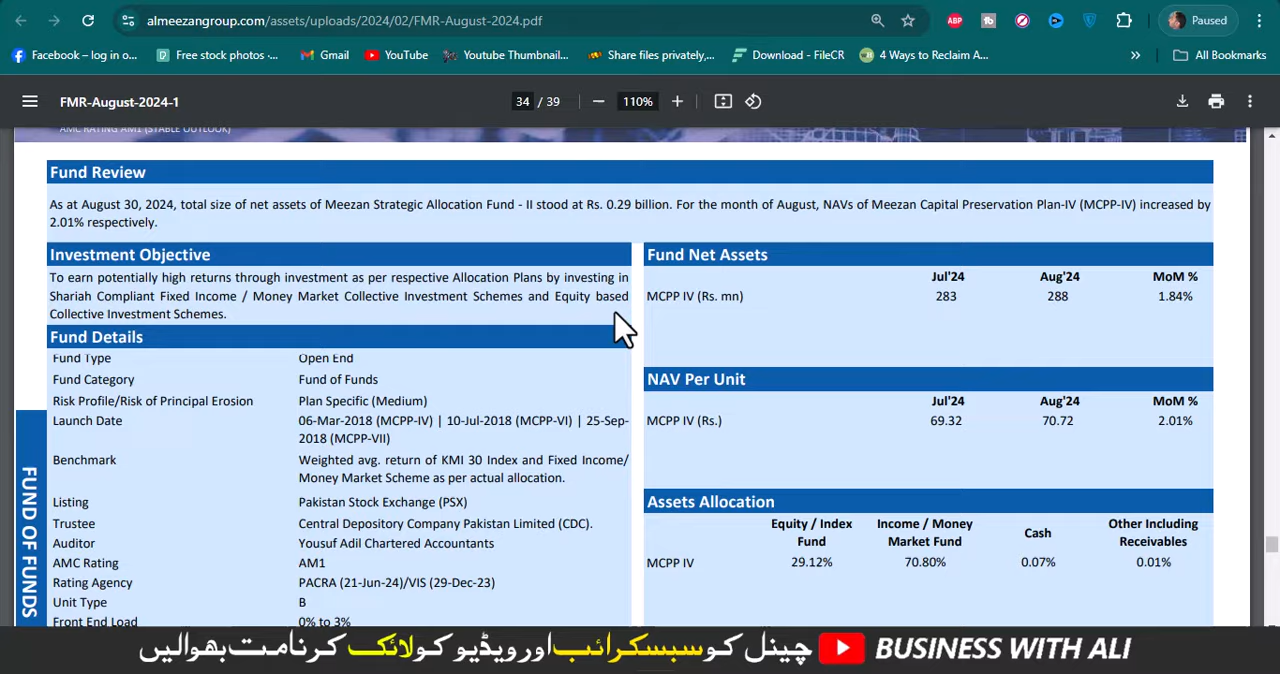 almeezangroup.com/assets/uploads/2024/02/FMR-August-2024.pdf
ABP
Paused
Facebook – log in o...
Free stock photos ·...
Gmail
YouTube
Youtube Thumbnail...
Share files privately,...
Download - FileCR
4 Ways to Reclaim A...
»
All Bookmarks
FMR-August-2024-1
34 / 39
110%
AMC RATING AM1 (STABLE OUTLOOK)
Fund Review
As at August 30, 2024, total size of net assets of Meezan Strategic Allocation Fund - II stood at Rs. 0.29 billion. For the month of August, NAVs of Meezan Capital Preservation Plan-IV (MCPP-IV) increased by
2.01% respectively.
Investment Objective
To earn potentially high returns through investment as per respective Allocation Plans by investing in
Shariah Compliant Fixed Income / Money Market Collective Investment Schemes and Equity based
Collective Investment Schemes.
Fund Details
Fund Type Open End
Fund Category Fund of Funds
Risk Profile/Risk of Principal Erosion Plan Specific (Medium)
Launch Date 06-Mar-2018 (MCPP-IV) | 10-Jul-2018 (MCPP-VI) | 25-Sep-
2018 (MCPP-VII)
Benchmark Weighted avg. return of KMI 30 Index and Fixed Income/
Money Market Scheme as per actual allocation.
Listing Pakistan Stock Exchange (PSX)
Trustee Central Depository Company Pakistan Limited (CDC).
Auditor Yousuf Adil Chartered Accountants
AMC Rating AM1
Rating Agency PACRA (21-Jun-24)/VIS (29-Dec-23)
Unit Type B
Front End Load 0% to 3%
Fund Net Assets
Jul'24 Aug'24 MoM %
MCPP IV (Rs. mn) 283 288 1.84%
NAV Per Unit
Jul'24 Aug'24 MoM %
MCPP IV (Rs.) 69.32 70.72 2.01%
Assets Allocation
Equity / Index Income / Money Cash Other Including
Fund Market Fund Receivables
MCPP IV 29.12% 70.80% 0.07% 0.01%
FUND OF FUNDS
چینل کو سبسکرائب اور ویڈیو کو لائک کرنا مت بھولیں
BUSINESS WITH ALI